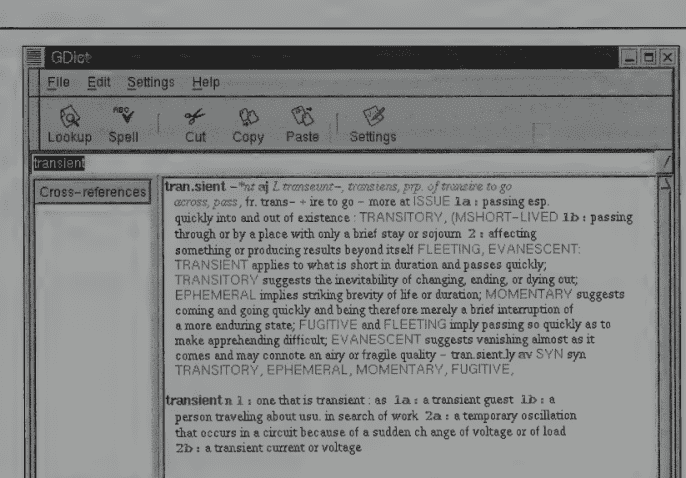 GDict
File Edit Settings Help
ABC
Lookup Spell Cut Copy Paste Settings
transient
Cross-references
tran.sient -"nt aj L transeunt-, transiens, prp. of transire to go
across, pass, fr. trans- + ire to go - more at ISSUE 1a : passing esp.
quickly into and out of existence : TRANSITORY, (MSHORT-LIVED 1b : passing
through or by a place with only a brief stay or sojourn 2 : affecting
something or producing results beyond itself FLEETING, EVANESCENT:
TRANSIENT applies to what is short in duration and passes quickly;
TRANSITORY suggests the inevitability of changing, ending, or dying out;
EPHEMERAL implies striking brevity of life or duration; MOMENTARY suggests
coming and going quickly and being therefore merely a brief interruption of
a more enduring state; FUGITIVE and FLEETING imply passing so quickly as to
make apprehending difficult; EVANESCENT suggests vanishing almost as it
comes and may connote an airy or fragile quality - tran.sient.ly av SYN syn
TRANSITORY, EPHEMERAL, MOMENTARY, FUGITIVE,
transient n 1 : one that is transient : as 1a : a transient guest 1b : a
person traveling about usu. in search of work 2a : a temporary oscillation
that occurs in a circuit because of a sudden ch ange of voltage or of load
2b : a transient current or voltage